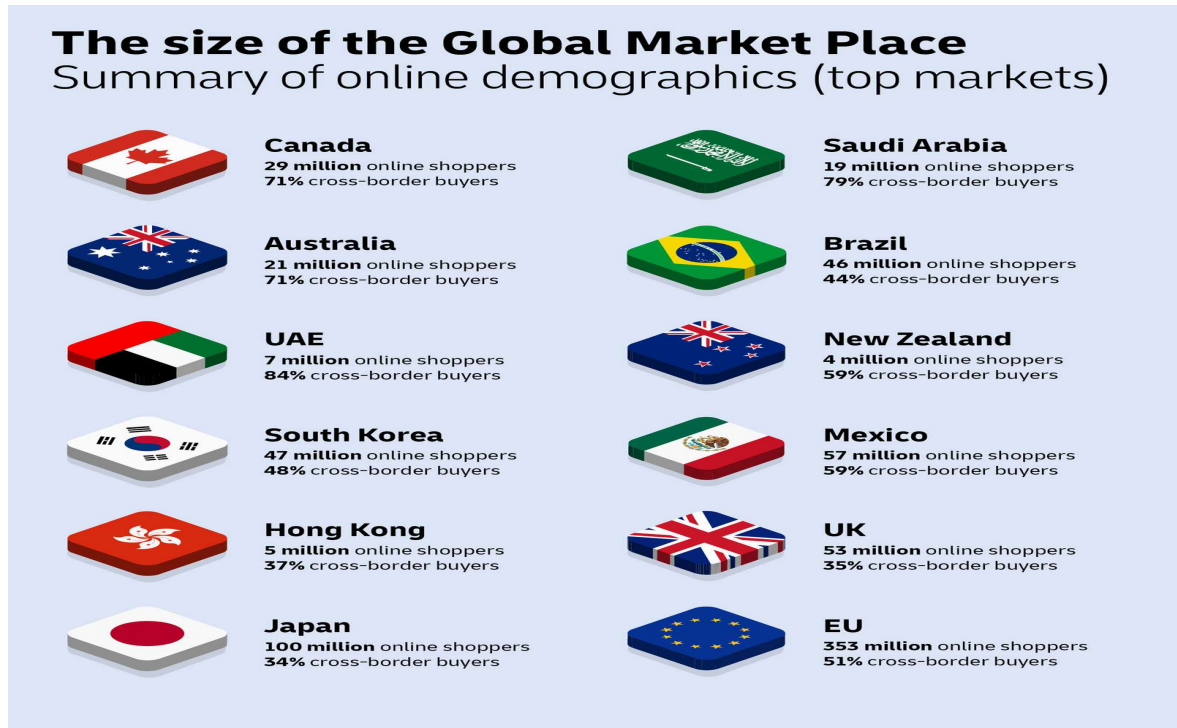 The size of the Global Market Place
Summary of online demographics (top markets)
Canada
29 million online shoppers
71% cross-border buyers
Australia
21 million online shoppers
71% cross-border buyers
UAE
7 million online shoppers
84% cross-border buyers
South Korea
47 million online shoppers
48% cross-border buyers
Hong Kong
5 million online shoppers
37% cross-border buyers
Japan
100 million online shoppers
34% cross-border buyers
Saudi Arabia
19 million online shoppers
79% cross-border buyers
Brazil
46 million online shoppers
44% cross-border buyers
New Zealand
4 million online shoppers
59% cross-border buyers
Mexico
57 million online shoppers
59% cross-border buyers
UK
53 million online shoppers
35% cross-border buyers
EU
353 million online shoppers
51% cross-border buyers